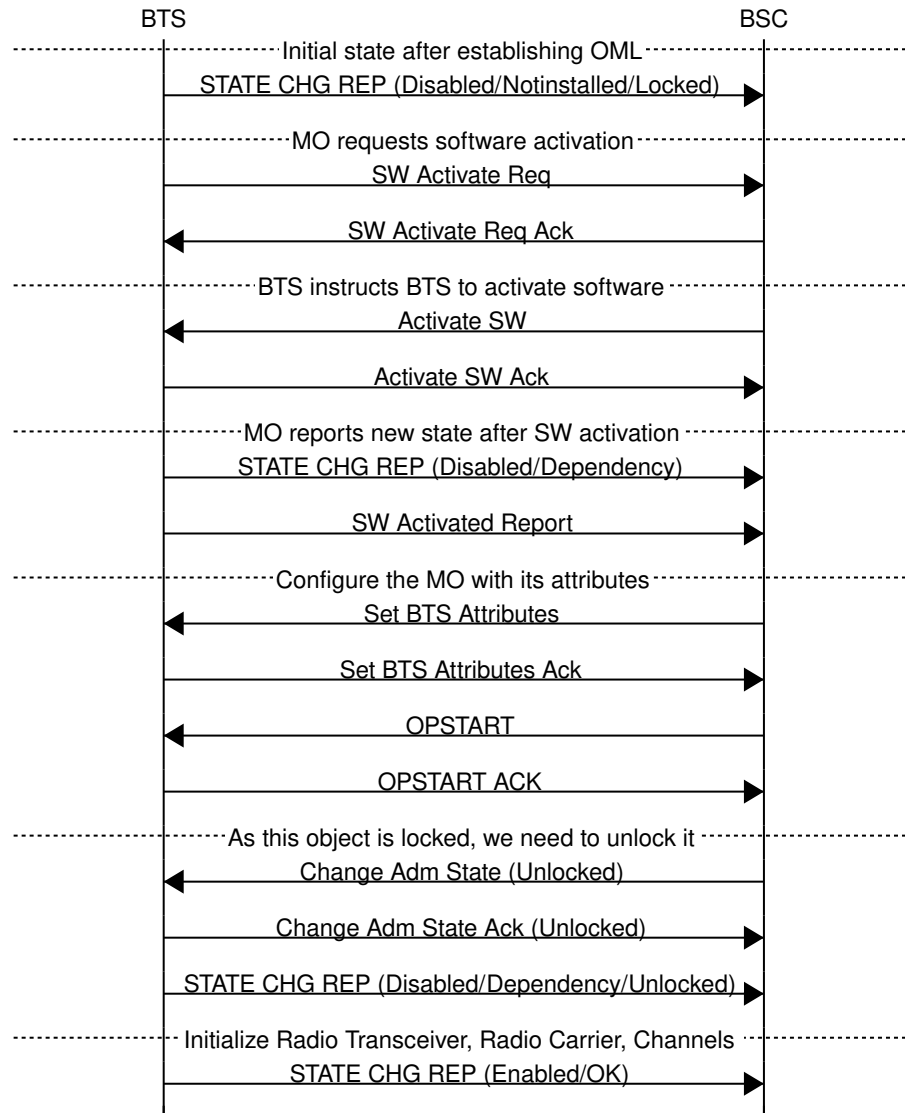 BTS BSC
Initial state after establishing OML
STATE CHG REP (Disabled/Notinstalled/Locked)
MO requests software activation
SW Activate Req
SW Activate Req Ack
BTS instructs BTS to activate software
Activate SW
Activate SW Ack
MO reports new state after SW activation
STATE CHG REP (Disabled/Dependency)
SW Activated Report
Configure the MO with its attributes
Set BTS Attributes
Set BTS Attributes Ack
OPSTART
OPSTART ACK
As this object is locked, we need to unlock it
Change Adm State (Unlocked)
Change Adm State Ack (Unlocked)
STATE CHG REP (Disabled/Dependency/Unlocked)
Initialize Radio Transceiver, Radio Carrier, Channels
STATE CHG REP (Enabled/OK)